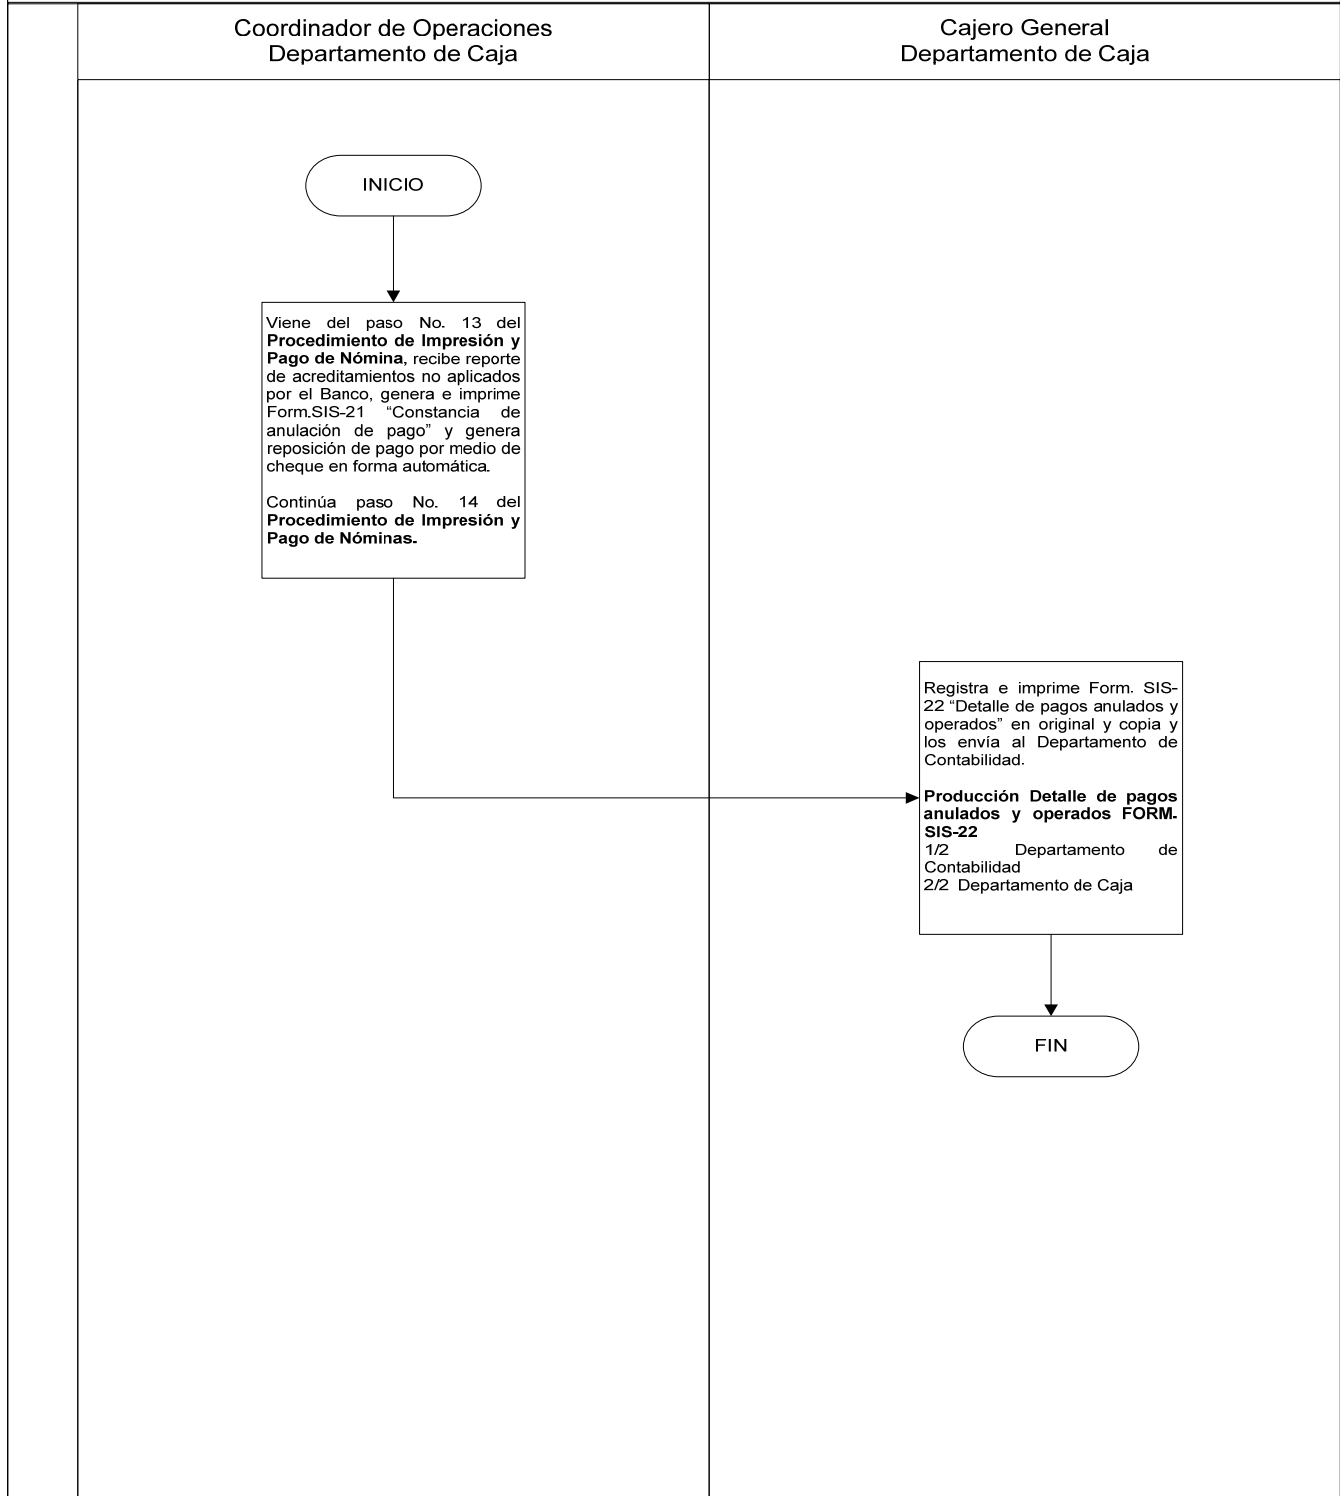 Coordinador de Operaciones
Departamento de Caja
Cajero General
Departamento de Caja
INICIO
Viene del paso No. 13 del
Procedimiento de Impresión y
Pago de Nómina, recibe reporte
de acreditamientos no aplicados
por el Banco, genera e imprime
Form.SIS-21 “Constancia de
anulación de pago” y genera
reposición de pago por medio de
cheque en forma automática.
Continúa paso No. 14 del
Procedimiento de Impresión y
Pago de Nóminas.
Registra e imprime Form. SIS-
22 “Detalle de pagos anulados y
operados” en original y copia y
los envía al Departamento de
Contabilidad.
Producción Detalle de pagos
anulados y operados FORM.
SIS-22
1/2 Departamento de
Contabilidad
2/2 Departamento de Caja
FIN